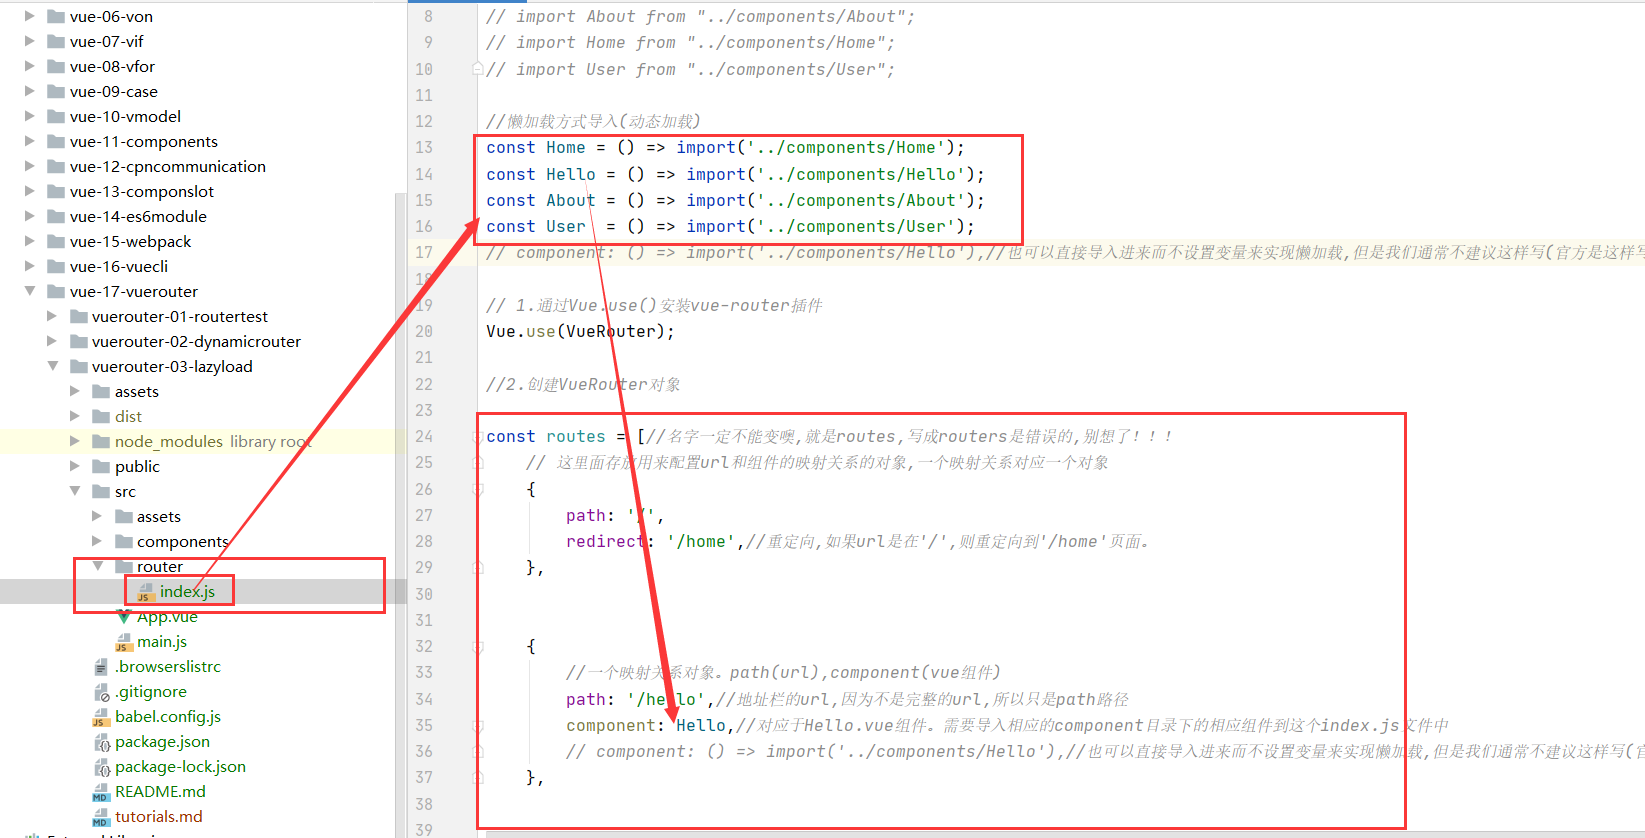 vue-06-von
vue-07-vif
vue-08-vfor
vue-09-case
vue-10-vmodel
vue-11-components
vue-12-cpncommunication
vue-13-componslot
vue-14-es6module
vue-15-webpack
vue-16-vuecli
vue-17-vuerouter
vuerouter-01-routertest
vuerouter-02-dynamicrouter
vuerouter-03-lazyload
assets
dist
node_modules library root
public
src
assets
components
router
index.js
App.vue
main.js
.browserslistrc
.gitignore
babel.config.js
package.json
package-lock.json
README.md
tutorials.md
8 // import About from "../components/About";
9 // import Home from "../components/Home";
10 // import User from "../components/User";
11
12 //懒加载方式导入(动态加载)
13 const Home = () => import('../components/Home');
14 const Hello = () => import('../components/Hello');
15 const About = () => import('../components/About');
16 const User = () => import('../components/User');
17 // component: () => import('../components/Hello'),//也可以直接导入进来而不设置变量来实现懒加载,但是我们通常不建议这样写(官方是这样写
18
19 // 1.通过Vue.use()安装vue-router插件
20 Vue.use(VueRouter);
21
22 //2.创建VueRouter对象
23
24 const routes = [//名字一定不能变噢,就是routes,写成routers是错误的,别想了!!!
25 // 这里面存放用来配置url和组件的映射关系的对象,一个映射关系对应一个对象
26 {
27 path: '/',
28 redirect: '/home',//重定向,如果url是在'/',则重定向到'/home'页面。
29 },
30
31
32 {
33 //一个映射关系对象。path(url),component(vue组件)
34 path: '/hello',//地址栏的url,因为不是完整的url,所以只是path路径
35 component: Hello,//对应于Hello.vue组件。需要导入相应的component目录下的相应组件到这个index.js文件中
36 // component: () => import('../components/Hello'),//也可以直接导入进来而不设置变量来实现懒加载,但是我们通常不建议这样写(官
37 },
38
39